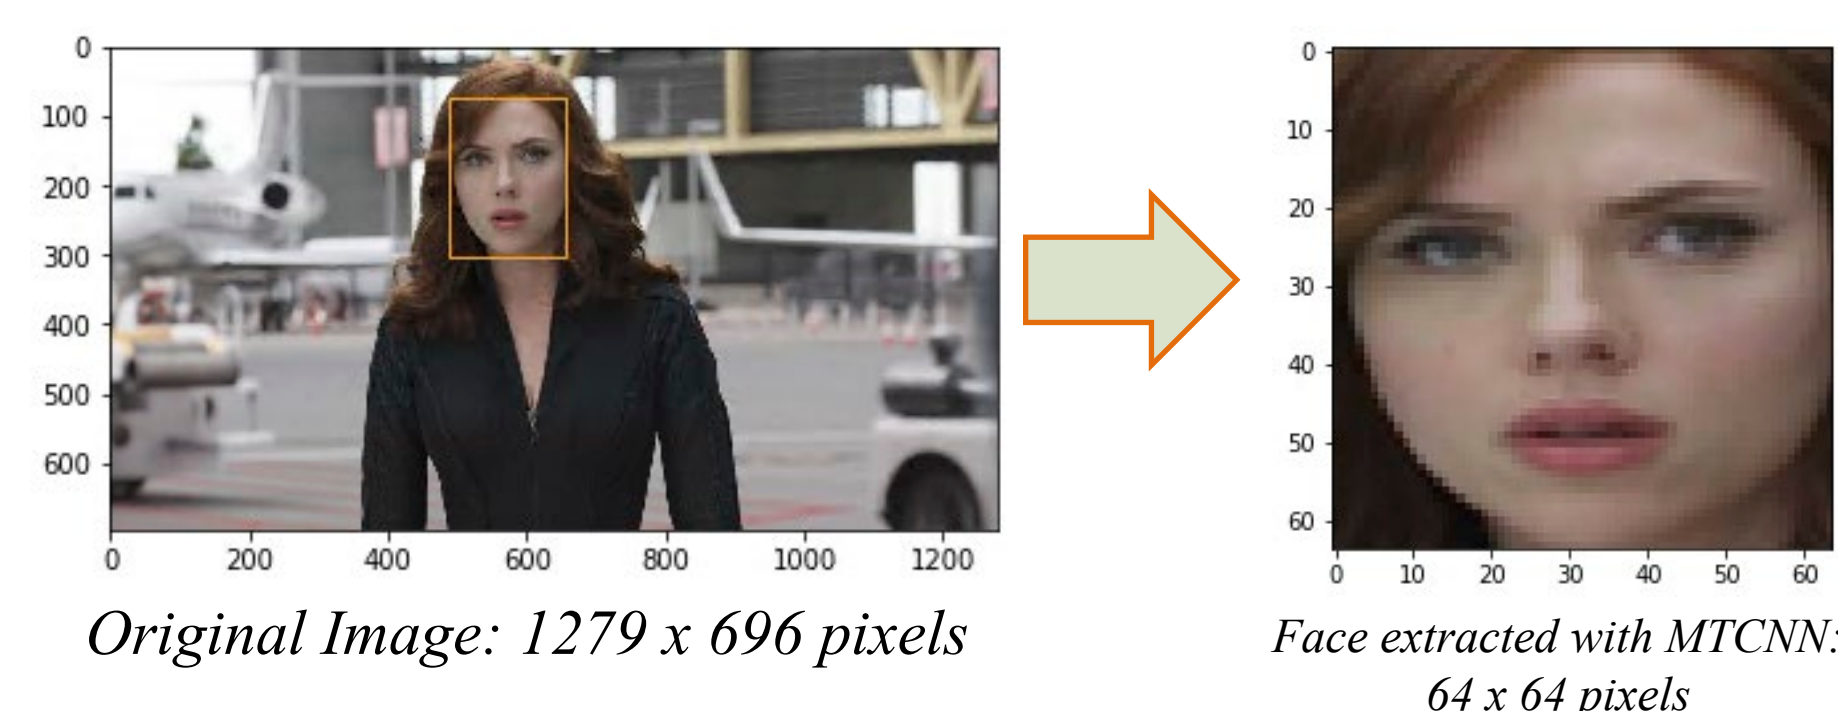 0
100
200
300
400
500
600
0 200 400 600 800 1000 1200
Original Image: 1279 x 696 pixels
0
10
20
30
40
50
60
0 10 20 30 40 50 60
Face extracted with MTCNN:
64 x 64 pixels